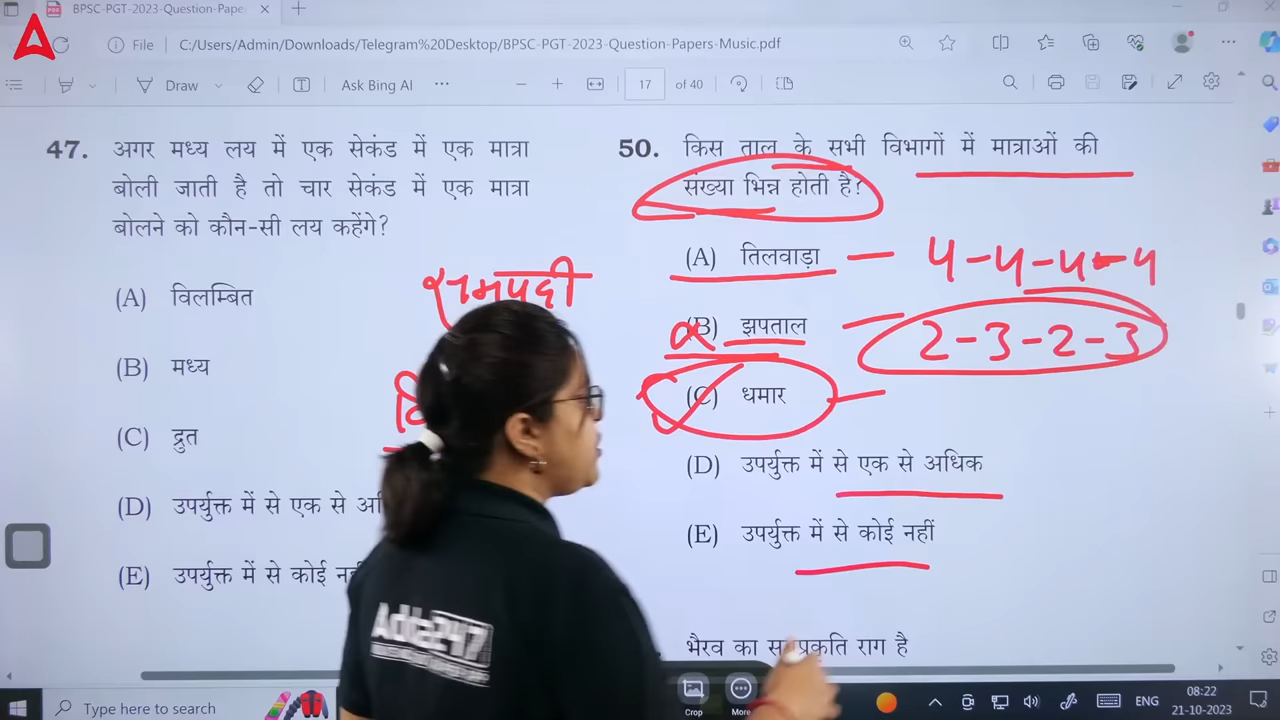 BPSC-PGT-2023-Question-Paper
File C:/Users/Admin/Downloads/Telegram%20Desktop/BPSC-PGT-2023-Question-Papers-Music.pdf
Draw Ask Bing AI 17 of 40
47. अगर मध्य लय में एक सेकंड में एक मात्रा
बोली जाती है तो चार सेकंड में एक मात्रा
बोलने को कौन-सी लय कहेंगे?
(A) विलम्बित
(B) मध्य
(C) द्रुत
(D) उपर्युक्त में से एक से
(E) उपर्युक्त में से कोई
50. किस ताल के सभी विभागों में मात्राओं की
संख्या भिन्न होती है?
(A) तिलवाड़ा – 4-4-4-4
(B) झपताल – 2-3-2-3
(C) धमार –
(D) उपर्युक्त में से एक से अधिक
(E) उपर्युक्त में से कोई नहीं
भैरव का समप्रकृति राग है
Adda247
Crop More
Type here to search
ENG
08:22
21-10-2023